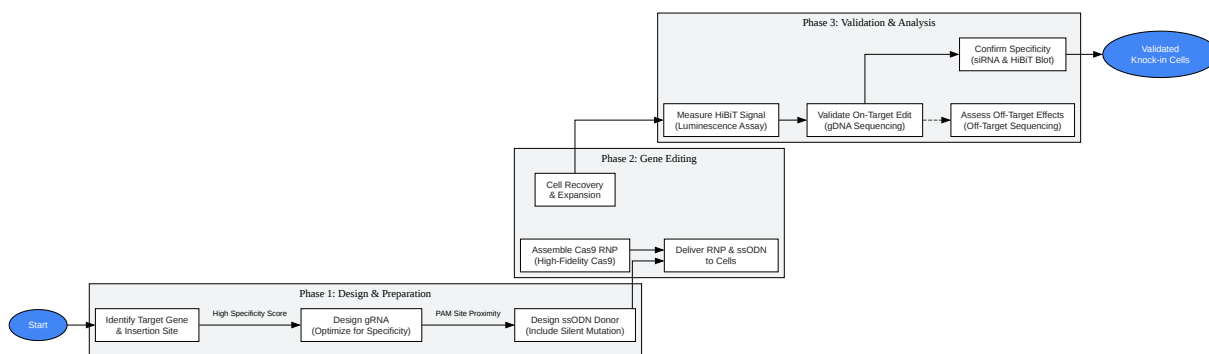 Phase 3: Validation & Analysis
Confirm Specificity
(siRNA & HiBiT Blot)
Validated
Knock-in Cells
Measure HiBiT Signal
(Luminescence Assay)
Validate On-Target Edit
(gDNA Sequencing)
Assess Off-Target Effects
(Off-Target Sequencing)
Phase 2: Gene Editing
Cell Recovery
& Expansion
Assemble Cas9 RNP
(High-Fidelity Cas9)
Deliver RNP & ssODN
to Cells
Phase 1: Design & Preparation
Start
Identify Target Gene
& Insertion Site
High Specificity Score
Design gRNA
(Optimize for Specificity)
PAM Site Proximity
Design ssODN Donor
(Include Silent Mutation)